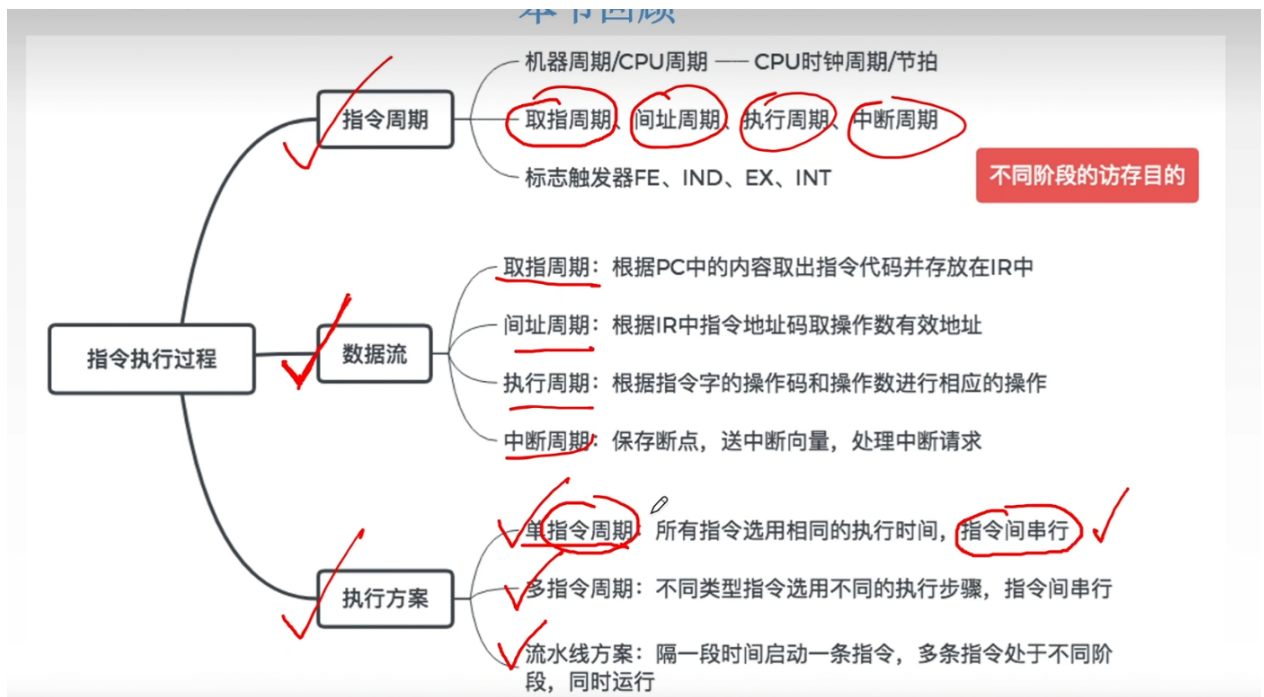 本节回顾
机器周期/CPU周期 —— CPU时钟周期/节拍
指令周期
取指周期、间址周期、执行周期、中断周期
标志触发器FE、IND、EX、INT
不同阶段的访存目的
取指周期：根据PC中的内容取出指令代码并存放在IR中
间址周期：根据IR中指令地址码取操作数有效地址
指令执行过程
数据流
执行周期：根据指令字的操作码和操作数进行相应的操作
中断周期：保存断点，送中断向量，处理中断请求
单指令周期：所有指令选用相同的执行时间，指令间串行
执行方案
多指令周期：不同类型指令选用不同的执行步骤，指令间串行
流水线方案：隔一段时间启动一条指令，多条指令处于不同阶
段，同时运行